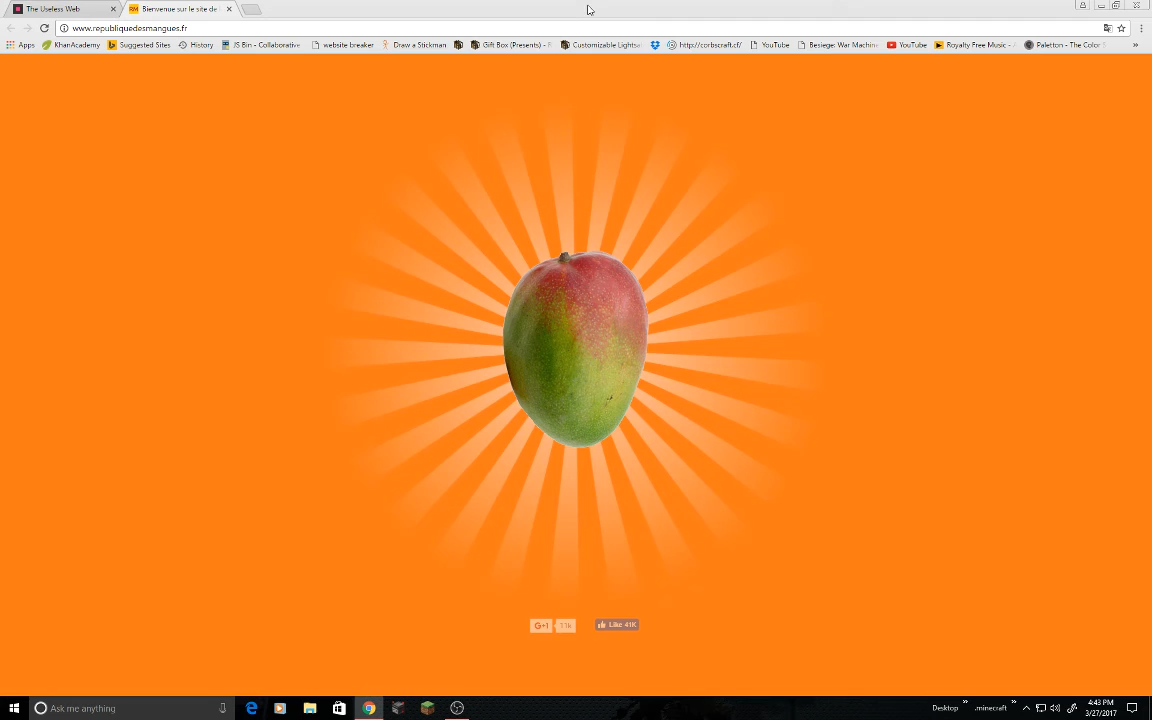 The Useless Web
RM Bienvenue sur le site de l
www.republiquedesmangues.fr
Apps KhanAcademy Suggested Sites History JS Bin - Collaborative website breaker Draw a Stickman Gift Box (Presents) - R Customizable Lightsa http://corbscraft.cf/ YouTube Besiege: War Machin YouTube Royalty Free Music - Paletton - The Color S »
G+1 11k Like 41K
Ask me anything
Desktop » .minecraft »
4:43 PM
3/27/2017